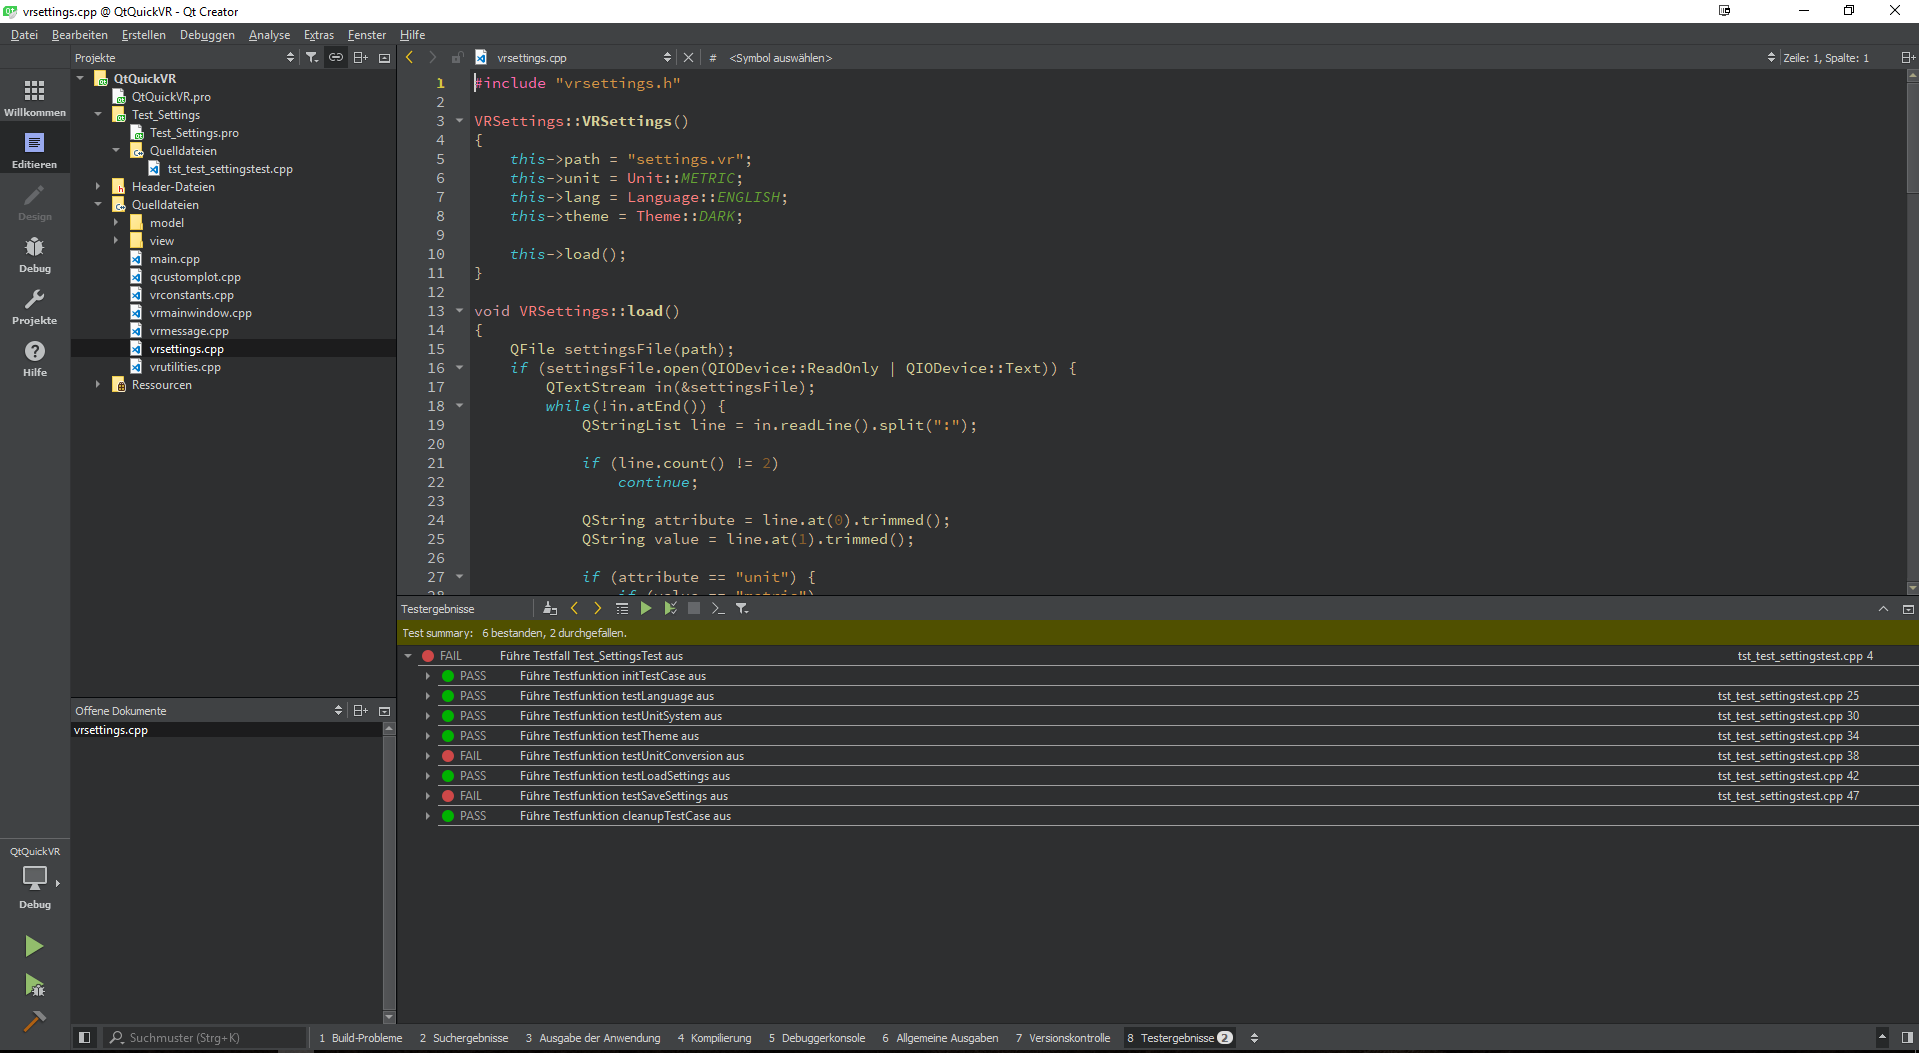 vrsettings.cpp @ QtQuickVR - Qt Creator
Datei Bearbeiten Erstellen Debuggen Analyse Extras Fenster Hilfe
Willkommen
Editieren
Design
Debug
Projekte
Hilfe
Projekte
QtQuickVR
QtQuickVR.pro
Test_Settings
Test_Settings.pro
Quelldateien
tst_test_settingstest.cpp
Header-Dateien
Quelldateien
model
view
main.cpp
qcustomplot.cpp
vrconstants.cpp
vrmainwindow.cpp
vrmessage.cpp
vrsettings.cpp
vrutilities.cpp
Ressourcen
Offene Dokumente
vrsettings.cpp
vrsettings.cpp # <Symbol auswählen> Zeile: 1, Spalte: 1
1 #include "vrsettings.h"
2
3 VRSettings::VRSettings()
4 {
5     this->path = "settings.vr";
6     this->unit = Unit::METRIC;
7     this->lang = Language::ENGLISH;
8     this->theme = Theme::DARK;
9
10     this->load();
11 }
12
13 void VRSettings::load()
14 {
15     QFile settingsFile(path);
16     if (settingsFile.open(QIODevice::ReadOnly | QIODevice::Text)) {
17         QTextStream in(&settingsFile);
18         while(!in.atEnd()) {
19             QStringList line = in.readLine().split(":");
20
21             if (line.count() != 2)
22                 continue;
23
24             QString attribute = line.at(0).trimmed();
25             QString value = line.at(1).trimmed();
26
27             if (attribute == "unit") {
28                 if (value == "metric")
Testergebnisse
Test summary: 6 bestanden, 2 durchgefallen.
FAIL Führe Testfall Test_SettingsTest aus tst_test_settingstest.cpp 4
PASS Führe Testfunktion initTestCase aus
PASS Führe Testfunktion testLanguage aus tst_test_settingstest.cpp 25
PASS Führe Testfunktion testUnitSystem aus tst_test_settingstest.cpp 30
PASS Führe Testfunktion testTheme aus tst_test_settingstest.cpp 34
FAIL Führe Testfunktion testUnitConversion aus tst_test_settingstest.cpp 38
PASS Führe Testfunktion testLoadSettings aus tst_test_settingstest.cpp 42
FAIL Führe Testfunktion testSaveSettings aus tst_test_settingstest.cpp 47
PASS Führe Testfunktion cleanupTestCase aus
QtQuickVR
Debug
Suchmuster (Strg+K) 1 Build-Probleme 2 Suchergebnisse 3 Ausgabe der Anwendung 4 Kompilierung 5 Debuggerkonsole 6 Allgemeine Ausgaben 7 Versionskontrolle 8 Testergebnisse 2